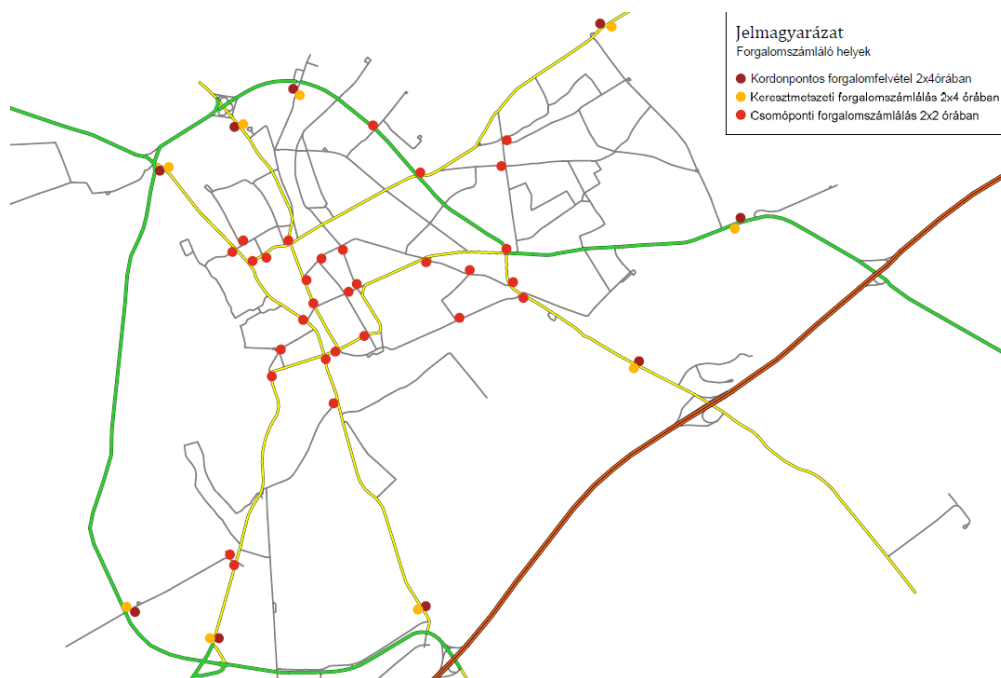 Jelmagyarázat
Forgalomszámláló helyek
Kordonpontos forgalomfelvétel 2x4órában
Keresztmetszeti forgalomszámlálás 2x4 órában
Csomóponti forgalomszámlálás 2x2 órában